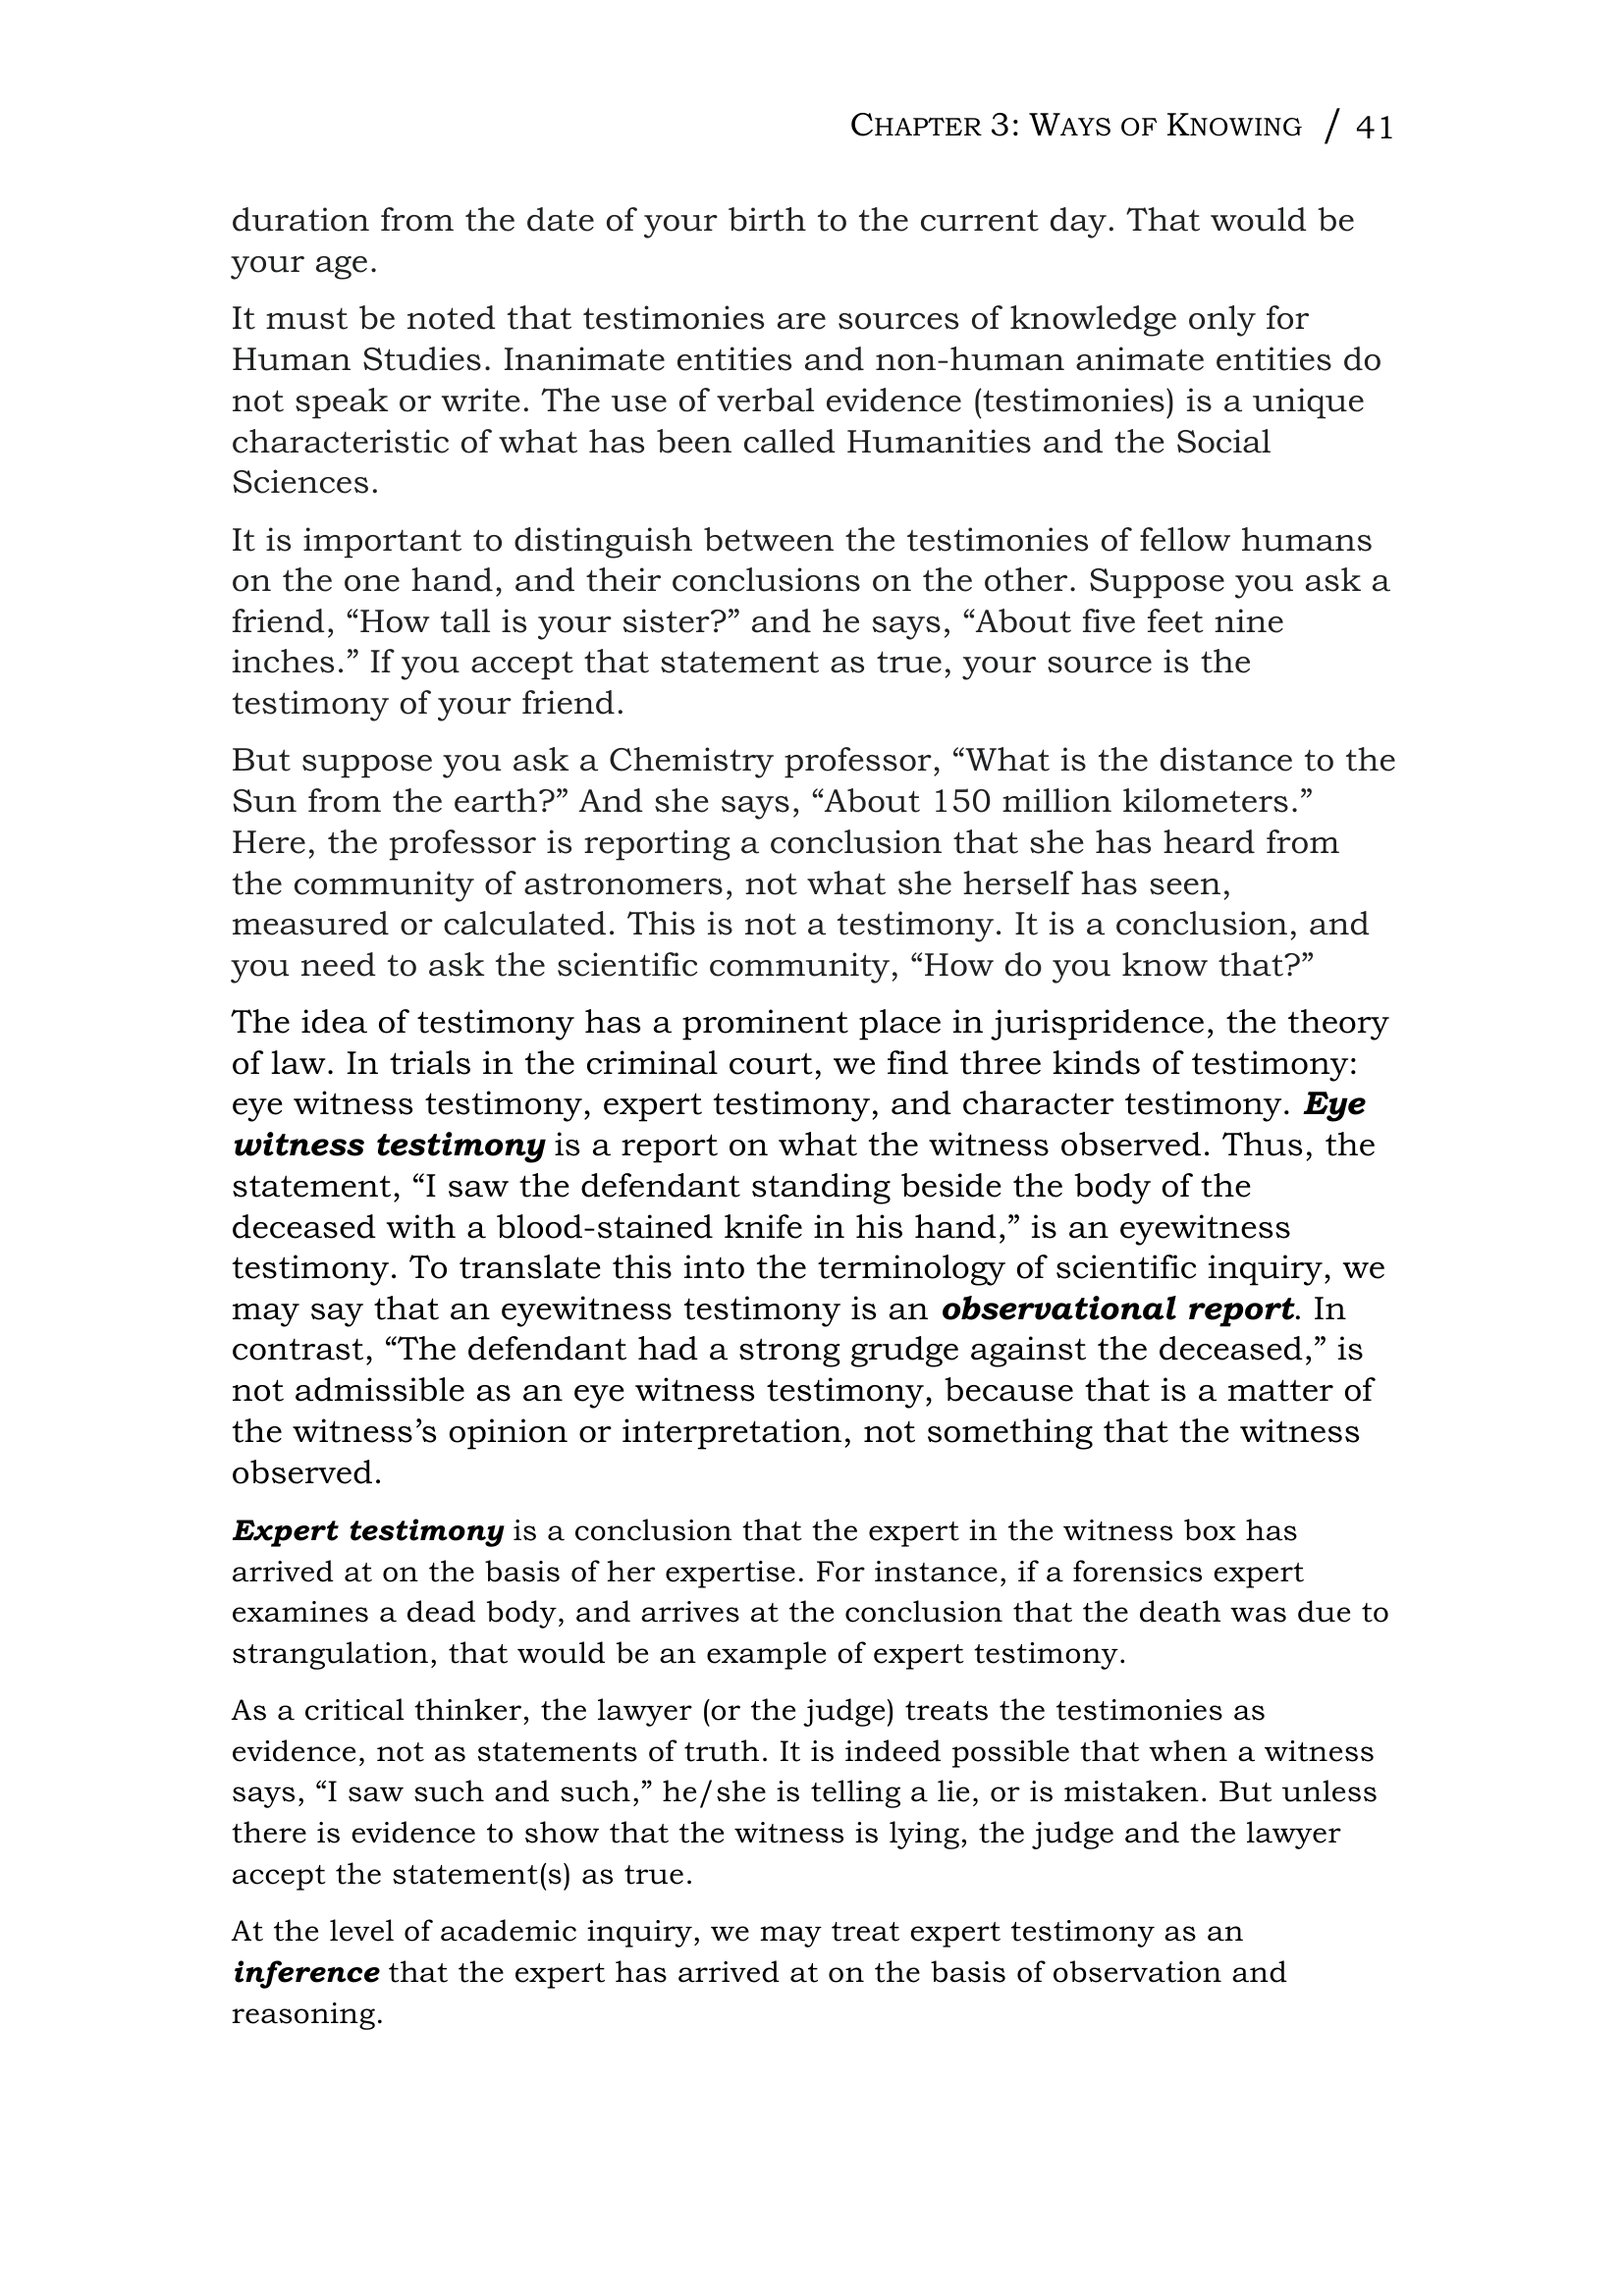 CHAPTER 3: WAYS OF KNOWING / 41
duration from the date of your birth to the current day. That would be
your age.
It must be noted that testimonies are sources of knowledge only for
Human Studies. Inanimate entities and non-human animate entities do
not speak or write. The use of verbal evidence (testimonies) is a unique
characteristic of what has been called Humanities and the Social
Sciences.
It is important to distinguish between the testimonies of fellow humans
on the one hand, and their conclusions on the other. Suppose you ask a
friend, “How tall is your sister?” and he says, “About five feet nine
inches.” If you accept that statement as true, your source is the
testimony of your friend.
But suppose you ask a Chemistry professor, “What is the distance to the
Sun from the earth?” And she says, “About 150 million kilometers.”
Here, the professor is reporting a conclusion that she has heard from
the community of astronomers, not what she herself has seen,
measured or calculated. This is not a testimony. It is a conclusion, and
you need to ask the scientific community, “How do you know that?”
The idea of testimony has a prominent place in jurispridence, the theory
of law. In trials in the criminal court, we find three kinds of testimony:
eye witness testimony, expert testimony, and character testimony. Eye
witness testimony is a report on what the witness observed. Thus, the
statement, “I saw the defendant standing beside the body of the
deceased with a blood-stained knife in his hand,” is an eyewitness
testimony. To translate this into the terminology of scientific inquiry, we
may say that an eyewitness testimony is an observational report. In
contrast, “The defendant had a strong grudge against the deceased,” is
not admissible as an eye witness testimony, because that is a matter of
the witness’s opinion or interpretation, not something that the witness
observed.
Expert testimony is a conclusion that the expert in the witness box has
arrived at on the basis of her expertise. For instance, if a forensics expert
examines a dead body, and arrives at the conclusion that the death was due to
strangulation, that would be an example of expert testimony.
As a critical thinker, the lawyer (or the judge) treats the testimonies as
evidence, not as statements of truth. It is indeed possible that when a witness
says, “I saw such and such,” he/she is telling a lie, or is mistaken. But unless
there is evidence to show that the witness is lying, the judge and the lawyer
accept the statement(s) as true.
At the level of academic inquiry, we may treat expert testimony as an
inference that the expert has arrived at on the basis of observation and
reasoning.